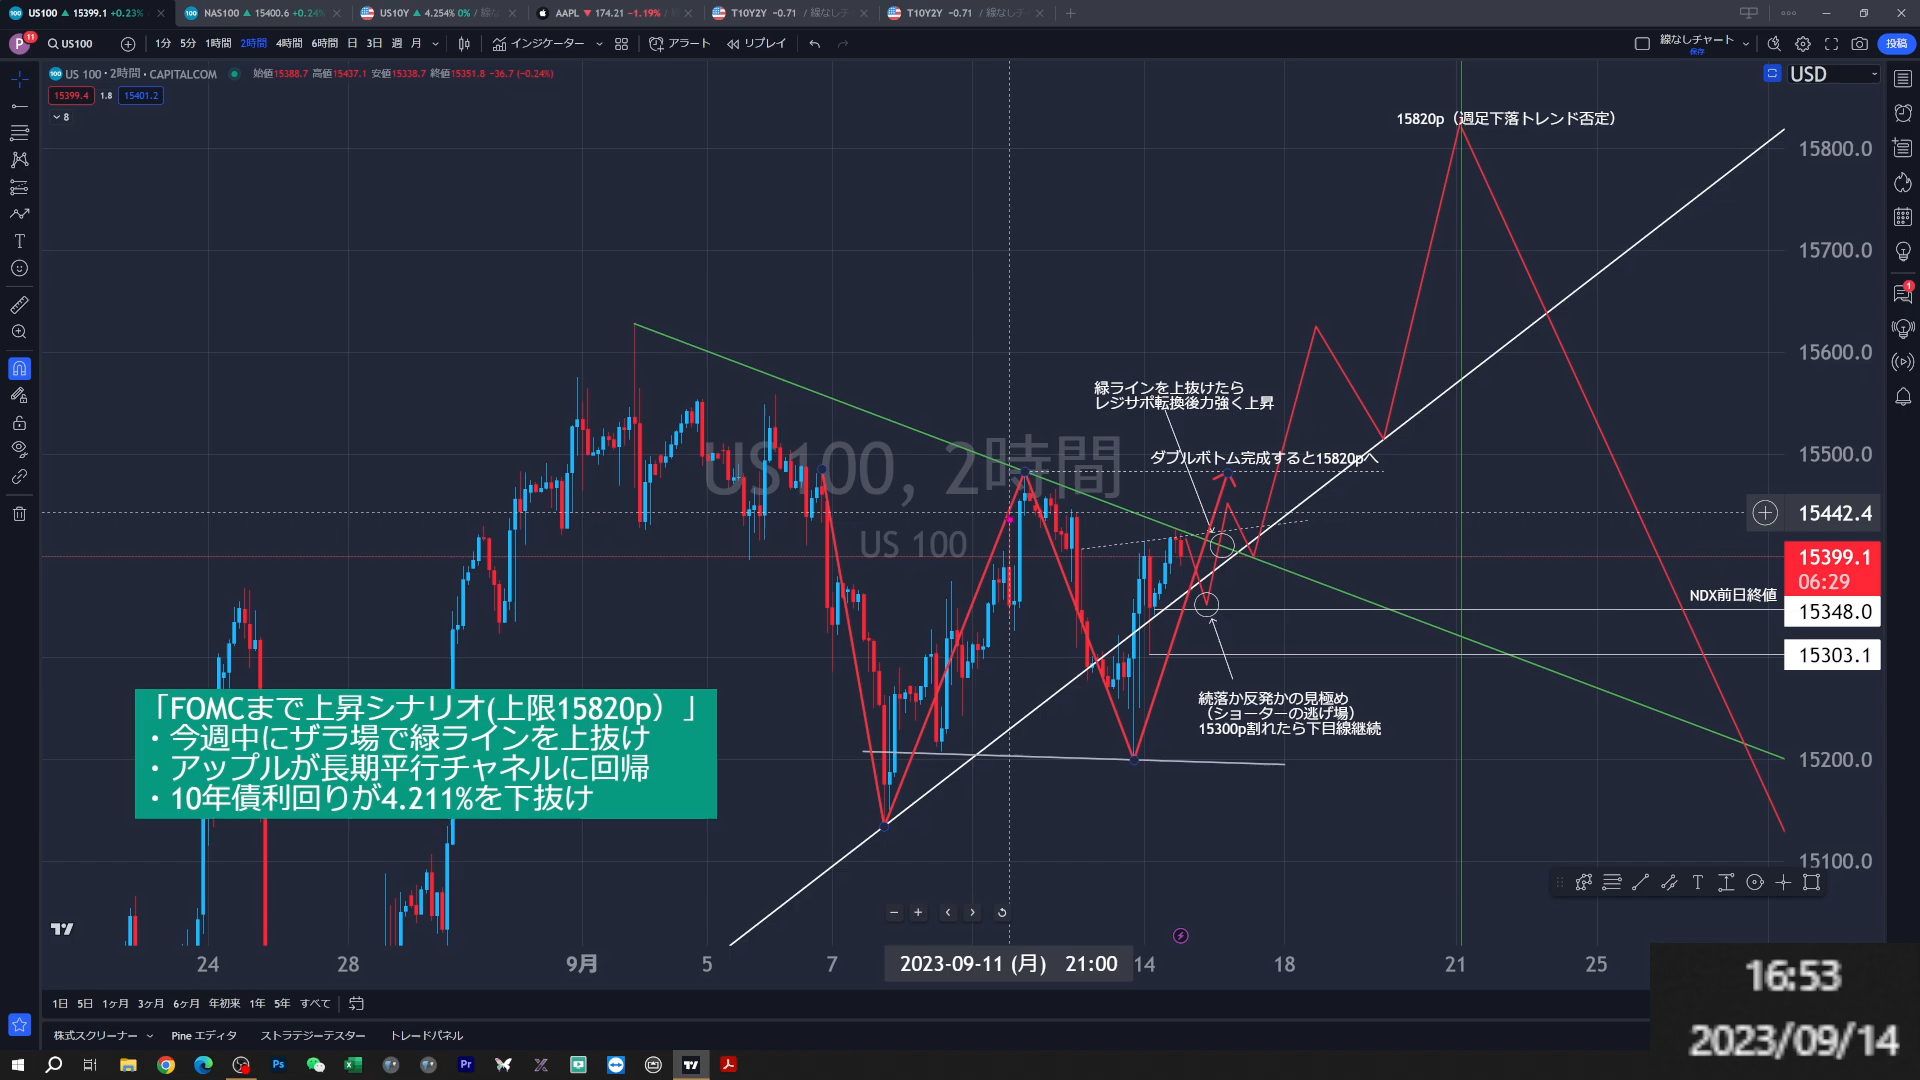 US100 ▲ 15399.1 +0.23%
NAS100 ▲ 15400.6 +0.24%
US10Y ▲ 4.254% 0% / 線な
AAPL ▼ 174.21 −1.19% /
T10Y2Y −0.71 / 線なしチ
T10Y2Y −0.71 / 線なしチ
P 11
US100
1分 5分 1時間 2時間 4時間 6時間 日 3日 週 月
インジケーター
アラート
リプレイ
線なしチャート
保存
投稿
US 100 • 2時間 • CAPITALCOM
始値15388.7 高値15437.1 安値15338.7 終値15351.8 −36.7 (−0.24%)
15399.4 1.8 15401.2
8
USD
15820p（週足下落トレンド否定）
15800.0
15700.0
15600.0
緑ラインを上抜けたら
レジサポ転換後力強く上昇
US100, 2時間
US 100
ダブルボトム完成すると15820pへ
15500.0
15442.4
15399.1
06:29
NDX前日終値
15348.0
15303.1
続落か反発かの見極め
（ショーターの逃げ場）
15300p割れたら下目線継続
「FOMCまで上昇シナリオ(上限15820p）」
・今週中にザラ場で緑ラインを上抜け
・アップルが長期平行チャネルに回帰
・10年債利回りが4.211%を下抜け
15200.0
15100.0
24 28 9月 5 7 2023-09-11 (月) 21:00 14 18 21 25
1日 5日 1ヶ月 3ヶ月 6ヶ月 年初来 1年 5年 すべて
株式スクリーナー Pine エディタ ストラテジーテスター トレードパネル
16:53
2023/09/14